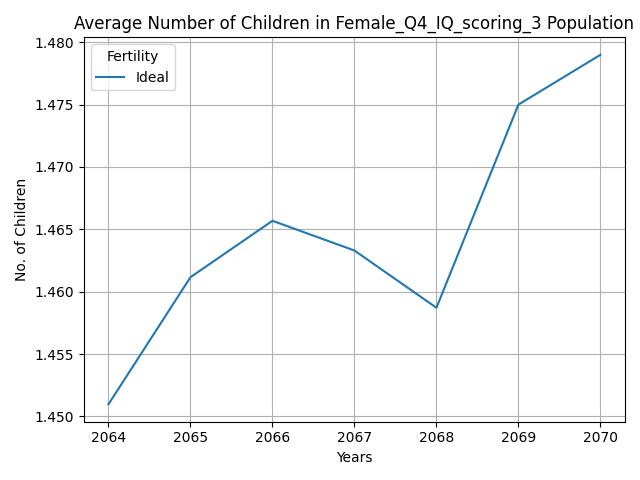 Average Number of Children in Female_Q4_IQ_scoring_3 Population
Fertility
Ideal
No. of Children
1.480
1.475
1.470
1.465
1.460
1.455
1.450
2064 2065 2066 2067 2068 2069 2070
Years